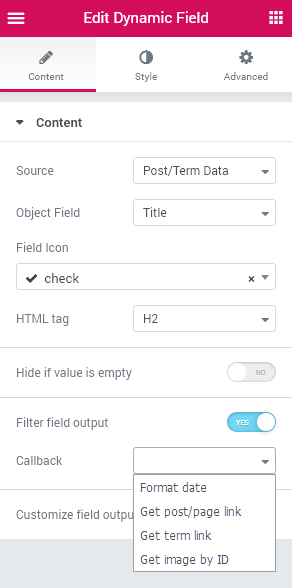 Edit Dynamic Field
Content Style Advanced
Content
Source Post/Term Data
Object Field Title
Field Icon
check ×
HTML tag H2
Hide if value is empty NO
Filter field output YES
Callback
Format date
Get post/page link
Customize field outpu
Get term link
Get image by ID